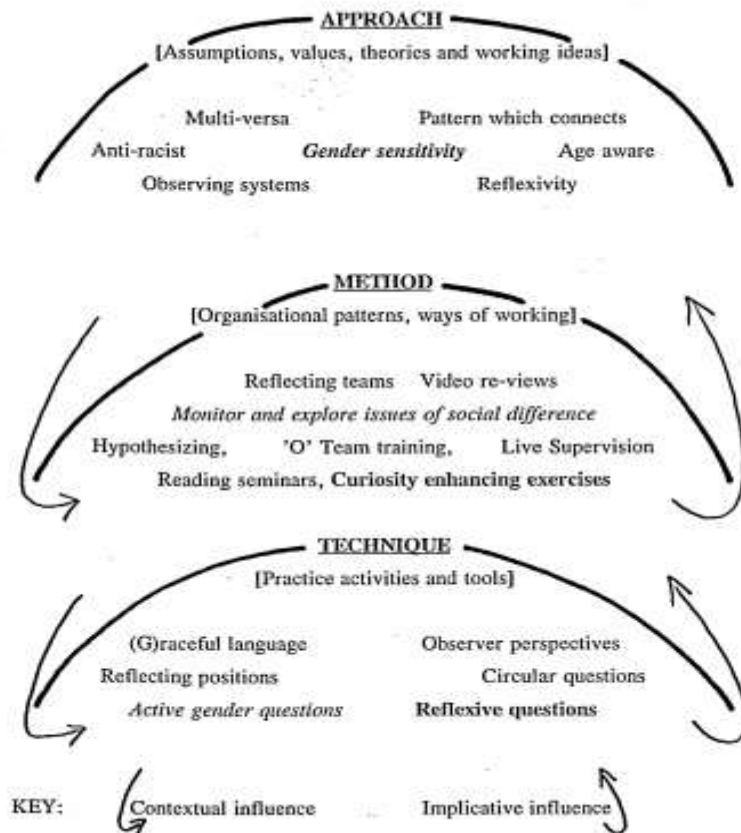 APPROACH
[Assumptions, values, theories and working ideas]
Multi-versa Pattern which connects
Anti-racist Gender sensitivity Age aware
Observing systems Reflexivity
METHOD
[Organisational patterns, ways of working]
Reflecting teams Video re-views
Monitor and explore issues of social difference
Hypothesizing, 'O' Team training, Live Supervision
Reading seminars, Curiosity enhancing exercises
TECHNIQUE
[Practice activities and tools]
(G)raceful language Observer perspectives
Reflecting positions Circular questions
Active gender questions Reflexive questions
KEY: Contextual influence Implicative influence